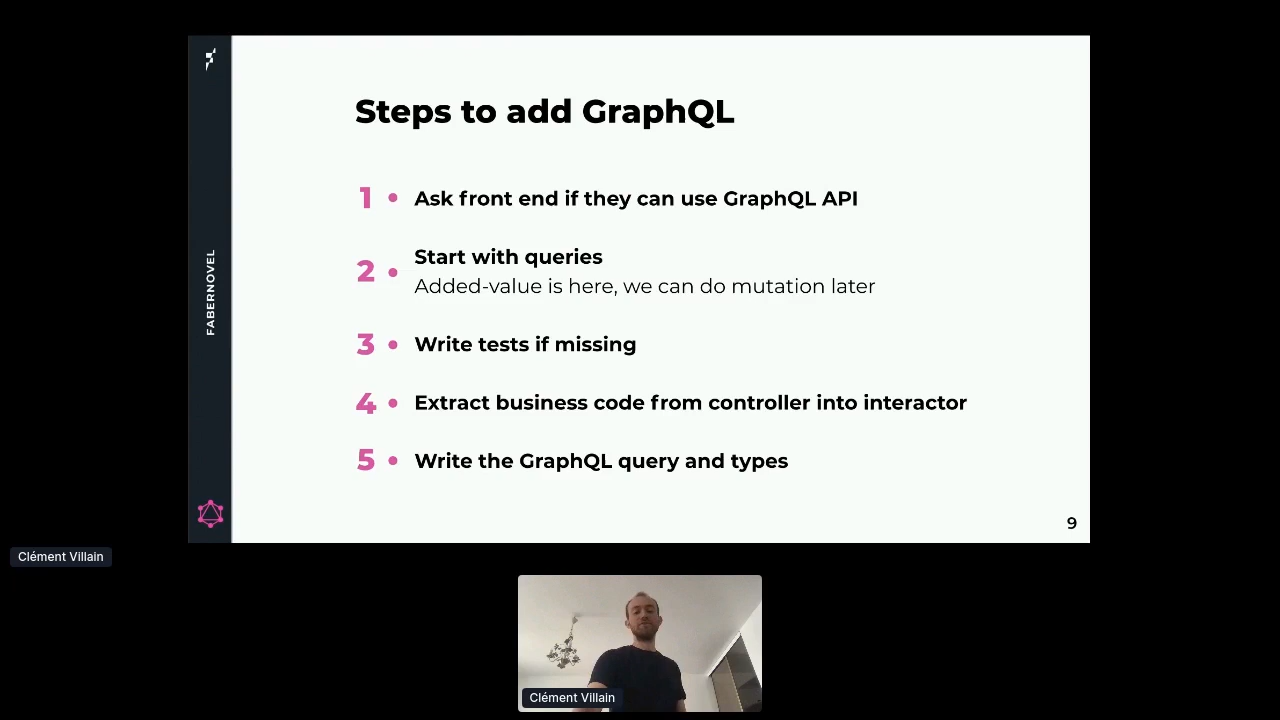 FABERNOVEL
Steps to add GraphQL
1 • Ask front end if they can use GraphQL API
2 • Start with queries
Added-value is here, we can do mutation later
3 • Write tests if missing
4 • Extract business code from controller into interactor
5 • Write the GraphQL query and types
9
Clément Villain
Clément Villain